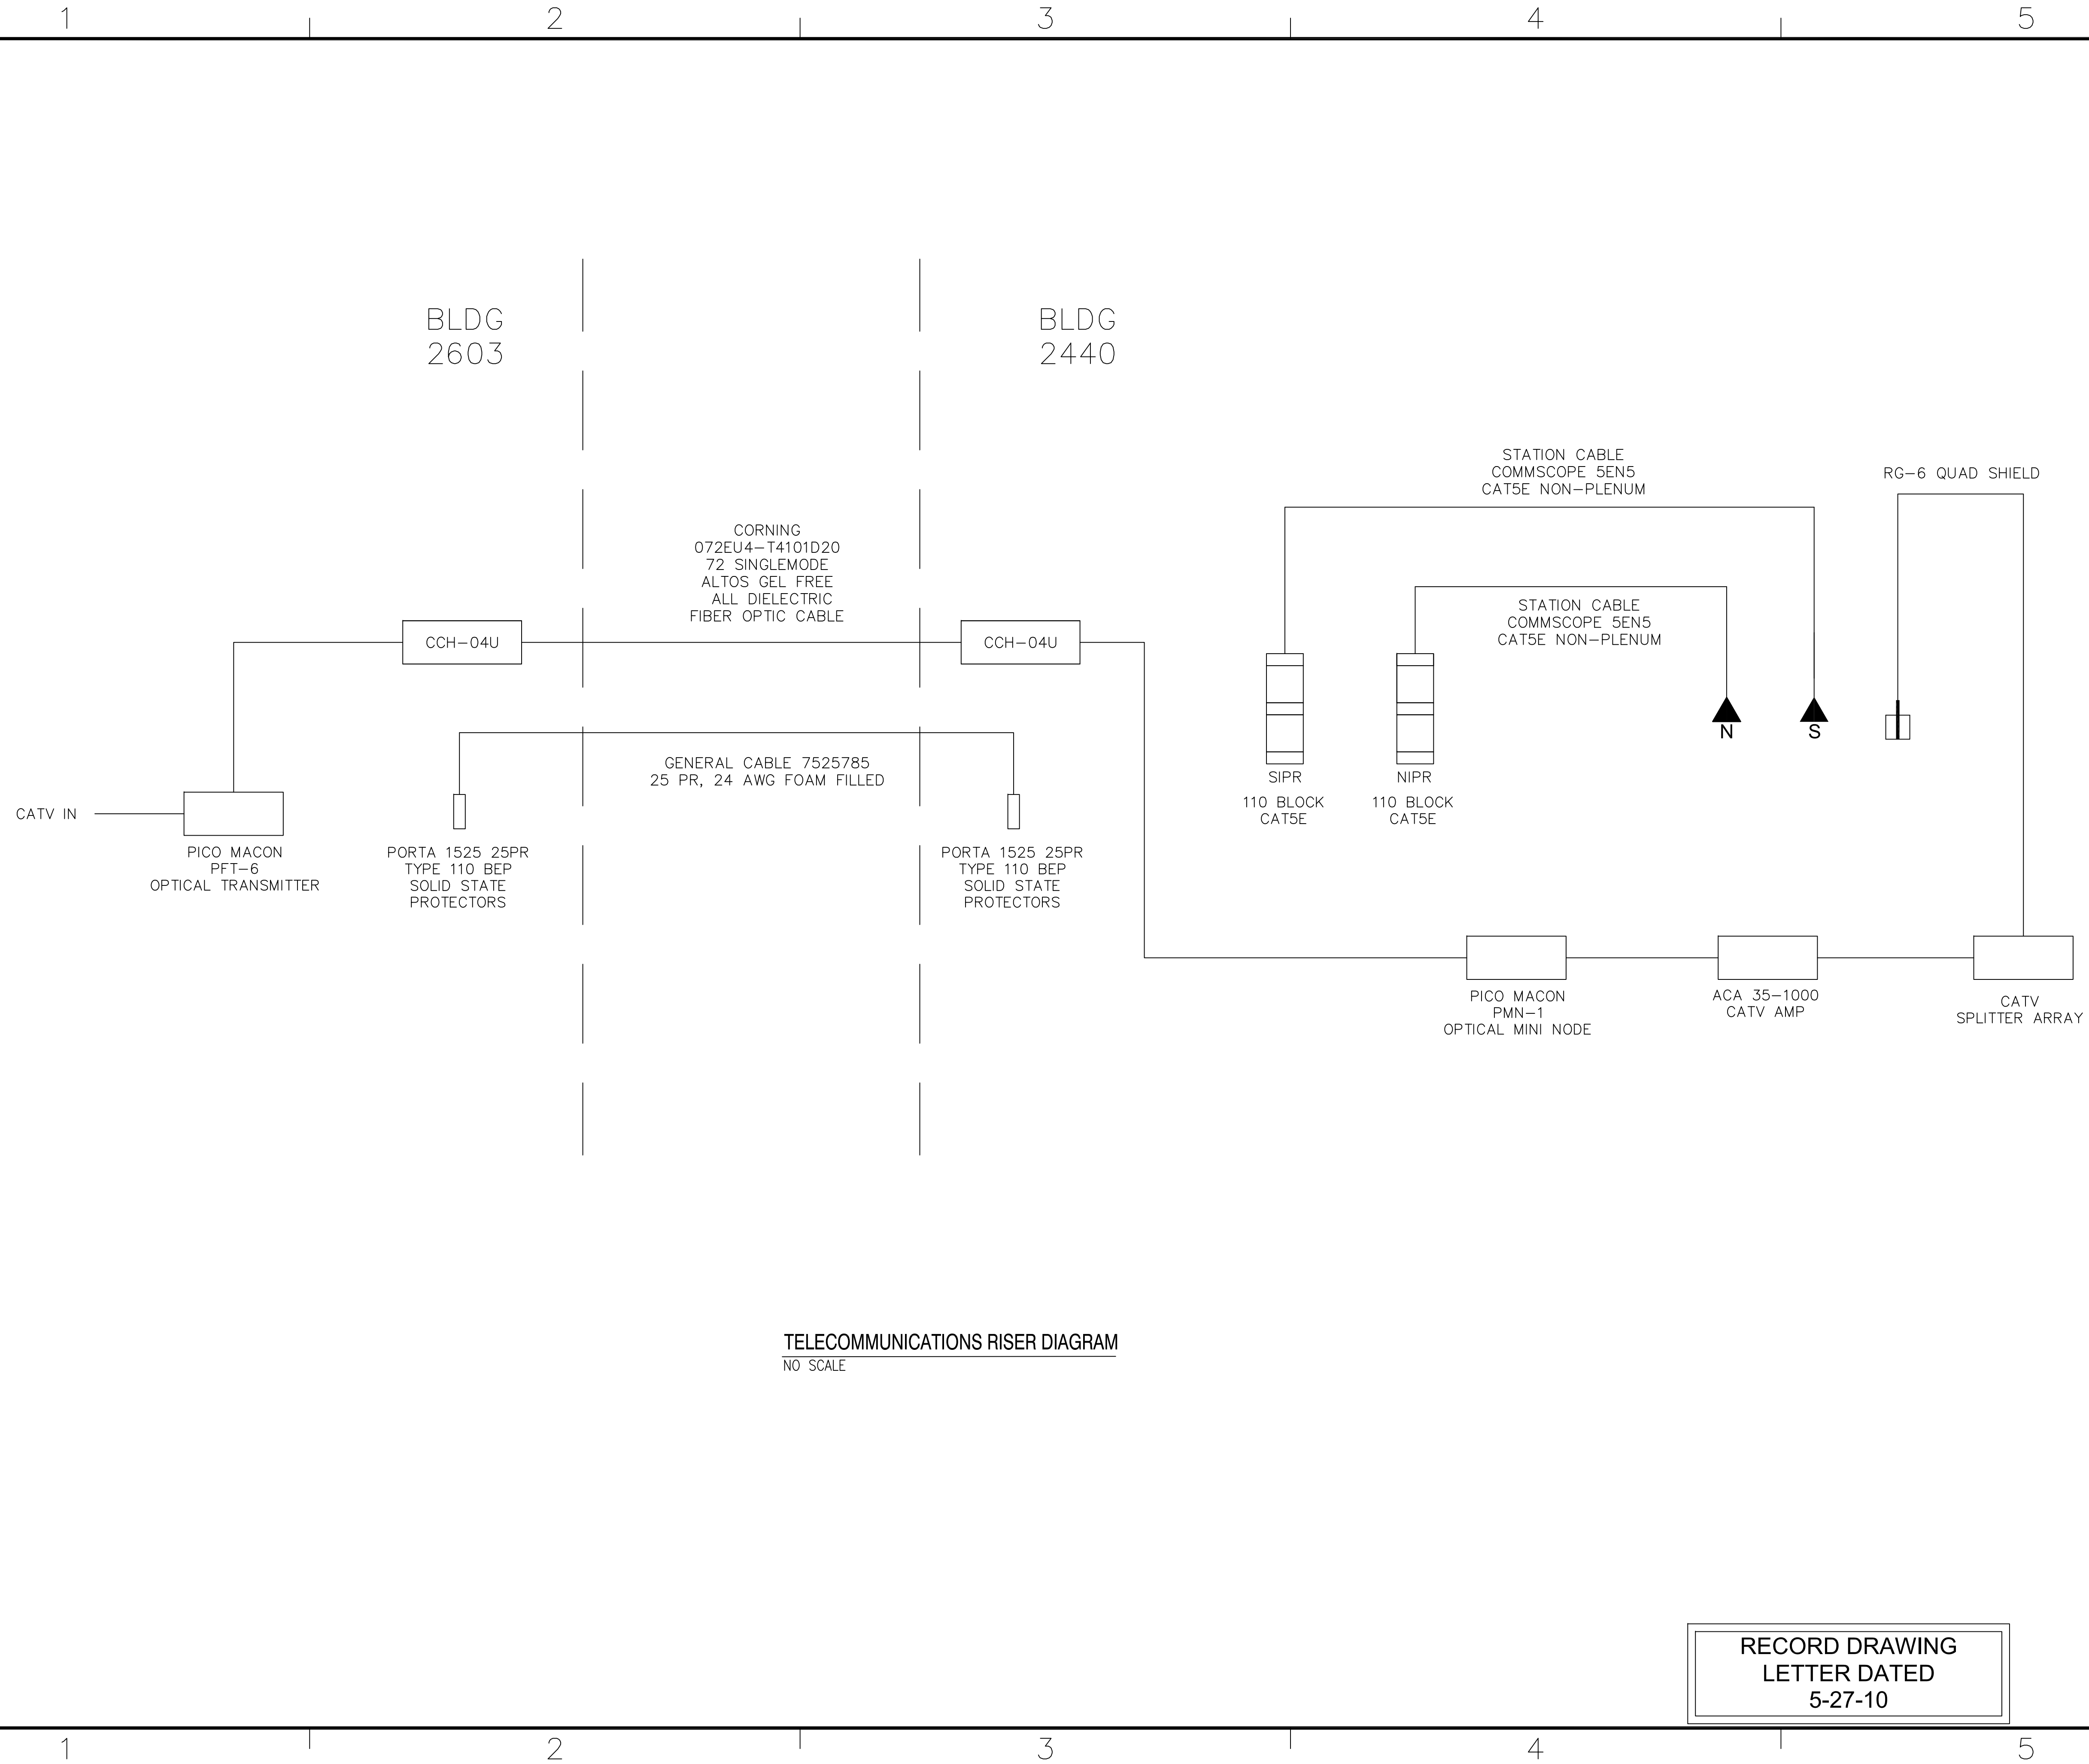 1 2 3 4 5
BLDG
2603
BLDG
2440
CORNING
072EU4-T4101D20
72 SINGLEMODE
ALTOS GEL FREE
ALL DIELECTRIC
FIBER OPTIC CABLE
STATION CABLE
COMMSCOPE 5EN5
CAT5E NON-PLENUM
RG-6 QUAD SHIELD
STATION CABLE
COMMSCOPE 5EN5
CAT5E NON-PLENUM
CCH-04U
CCH-04U
N
S
GENERAL CABLE 7525785
25 PR, 24 AWG FOAM FILLED
SIPR
110 BLOCK
CAT5E
NIPR
110 BLOCK
CAT5E
CATV IN
PICO MACON
PFT-6
OPTICAL TRANSMITTER
PORTA 1525 25PR
TYPE 110 BEP
SOLID STATE
PROTECTORS
PORTA 1525 25PR
TYPE 110 BEP
SOLID STATE
PROTECTORS
PICO MACON
PMN-1
OPTICAL MINI NODE
ACA 35-1000
CATV AMP
CATV
SPLITTER ARRAY
TELECOMMUNICATIONS RISER DIAGRAM
NO SCALE
RECORD DRAWING
LETTER DATED
5-27-10
1 2 3 4 5